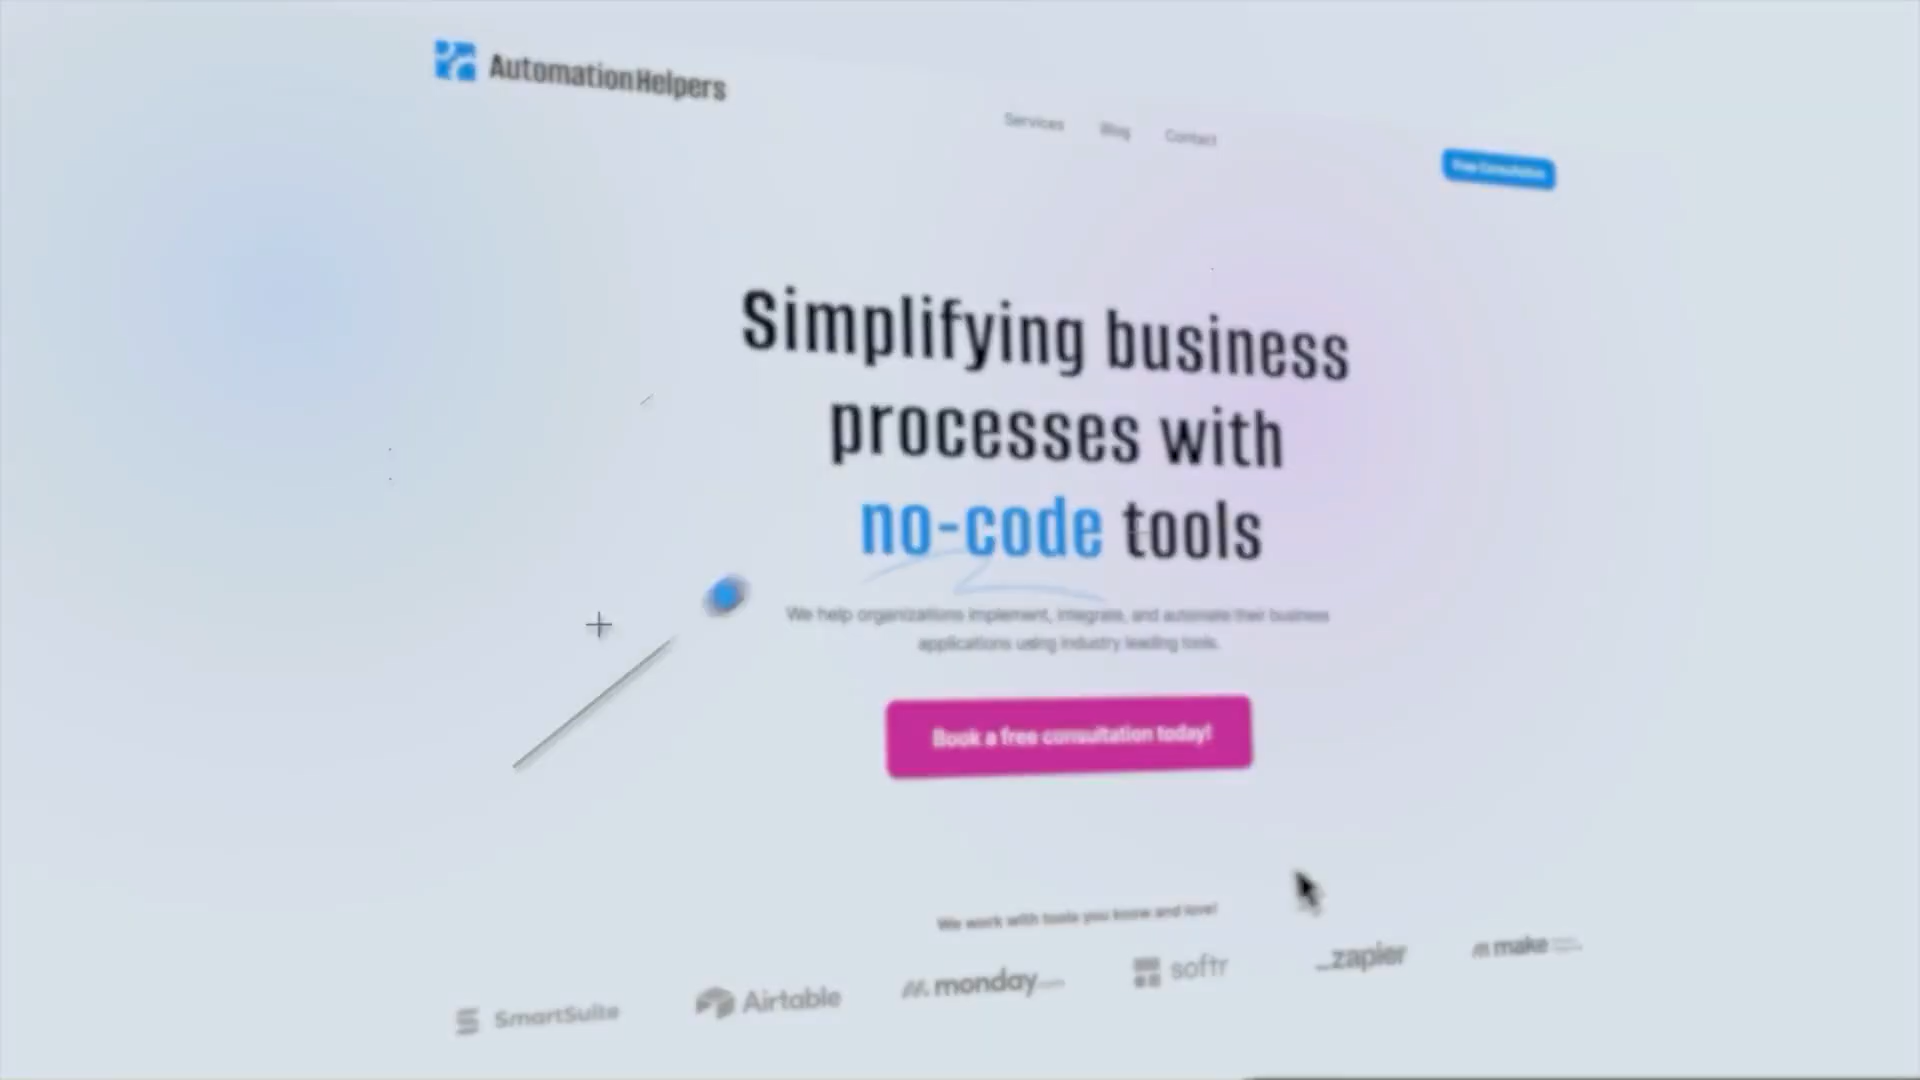 AutomationHelpers
Services Blog Contact
Free Consultation
Simplifying business
processes with
no-code tools
We help organizations implement, integrate, and automate their business
applications using industry leading tools.
Book a free consultation today!
We work with tools you know and love!
SmartSuite Airtable monday softr zapier make